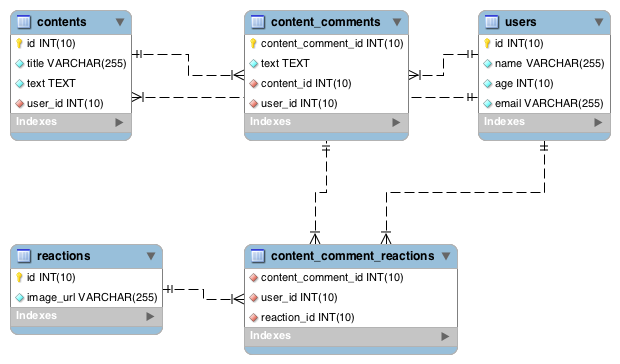 contents
id INT(10)
title VARCHAR(255)
text TEXT
user_id INT(10)
Indexes
content_comments
content_comment_id INT(10)
text TEXT
content_id INT(10)
user_id INT(10)
Indexes
users
id INT(10)
name VARCHAR(255)
age INT(10)
email VARCHAR(255)
Indexes
reactions
id INT(10)
image_url VARCHAR(255)
Indexes
content_comment_reactions
content_comment_id INT(10)
user_id INT(10)
reaction_id INT(10)
Indexes